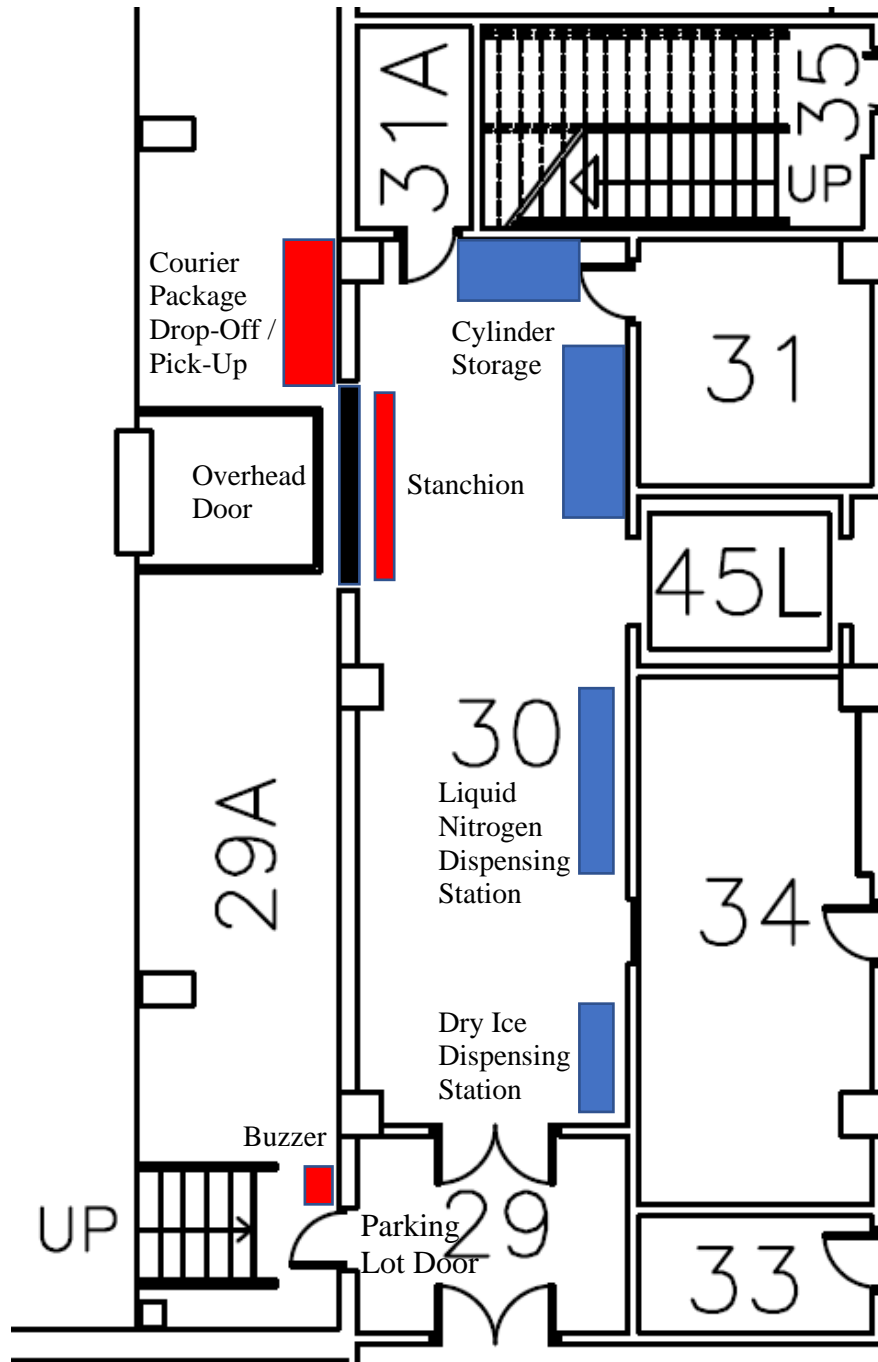 31A
35
UP
Courier
Package
Drop-Off /
Pick-Up
Cylinder
Storage
31
Overhead
Door
Stanchion
45L
30
Liquid
Nitrogen
Dispensing
Station
29A
34
Dry Ice
Dispensing
Station
Buzzer
UP
Parking
Lot Door
29
33